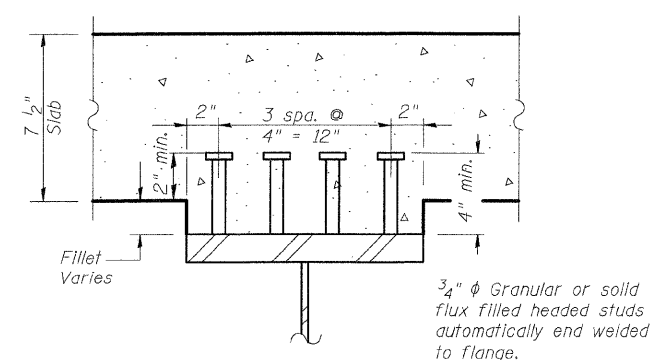 7 1/2"
Slab
2"
3 spa. @
4" = 12"
2"
2" min.
4" min.
Fillet
Varies
3/4" ϕ Granular or solid
flux filled headed studs
automatically end welded
to flange.